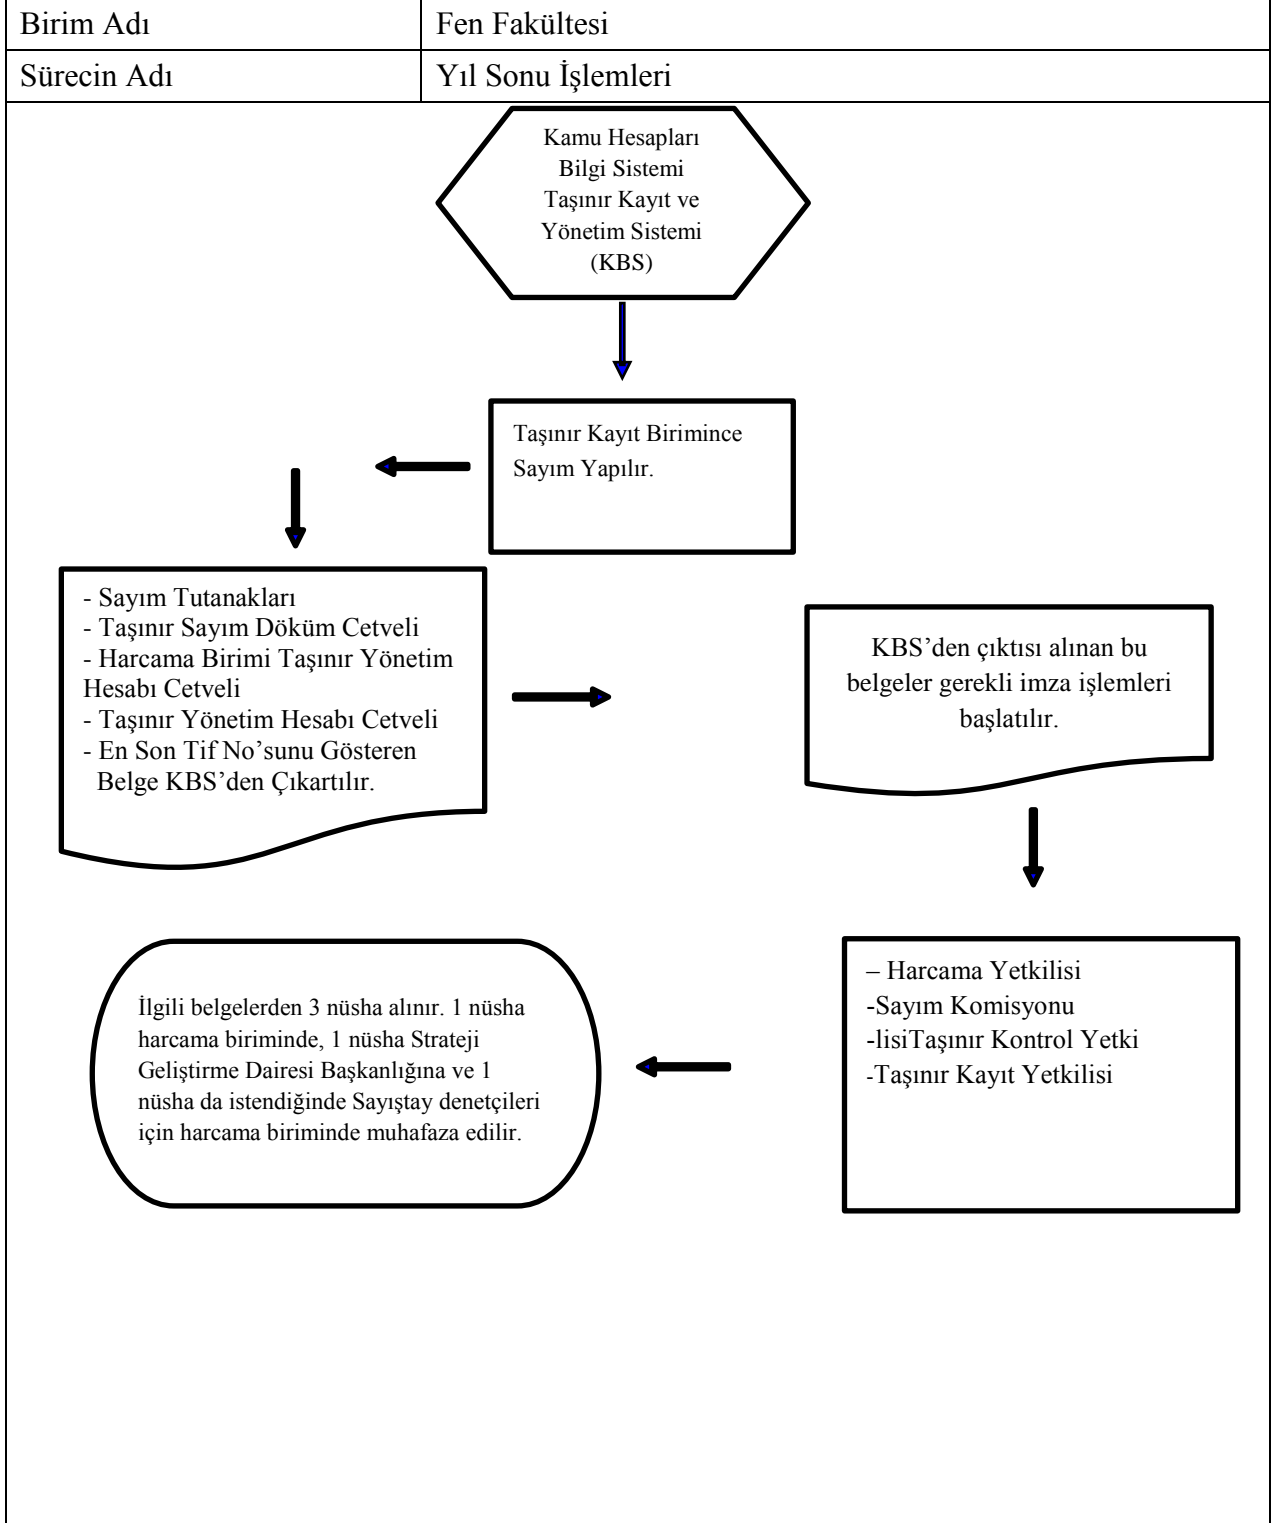 Birim Adı Fen Fakültesi
Sürecin Adı Yıl Sonu İşlemleri
Kamu Hesapları
Bilgi Sistemi
Taşınır Kayıt ve
Yönetim Sistemi
(KBS)
Taşınır Kayıt Birimince
Sayım Yapılır.
- Sayım Tutanakları
- Taşınır Sayım Döküm Cetveli
- Harcama Birimi Taşınır Yönetim
Hesabı Cetveli
- Taşınır Yönetim Hesabı Cetveli
- En Son Tif No’sunu Gösteren
Belge KBS’den Çıkartılır.
KBS’den çıktısı alınan bu
belgeler gerekli imza işlemleri
başlatılır.
– Harcama Yetkilisi
-Sayım Komisyonu
-lisiTaşınır Kontrol Yetki
-Taşınır Kayıt Yetkilisi
İlgili belgelerden 3 nüsha alınır. 1 nüsha
harcama biriminde, 1 nüsha Strateji
Geliştirme Dairesi Başkanlığına ve 1
nüsha da istendiğinde Sayıştay denetçileri
için harcama biriminde muhafaza edilir.